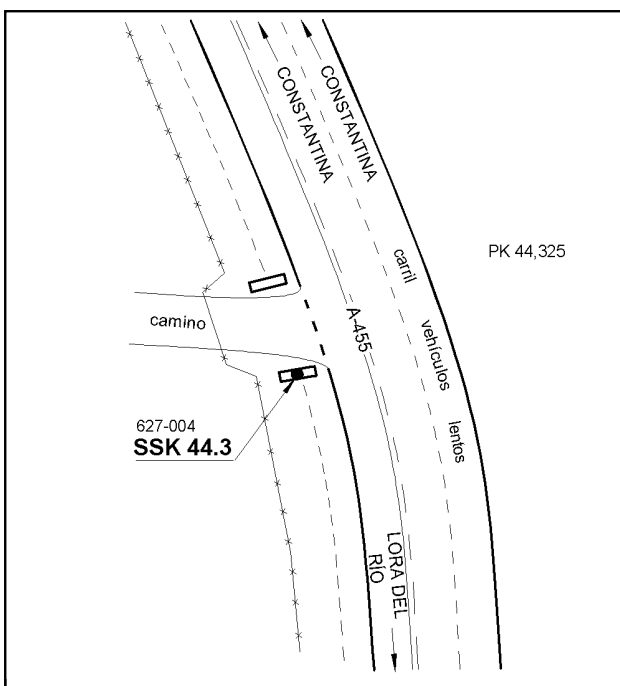 CONSTANTINA
CONSTANTINA
PK 44,325
carril
vehículos
lentos
A-455
camino
627-004
SSK 44.3
LORA DEL
RÍO